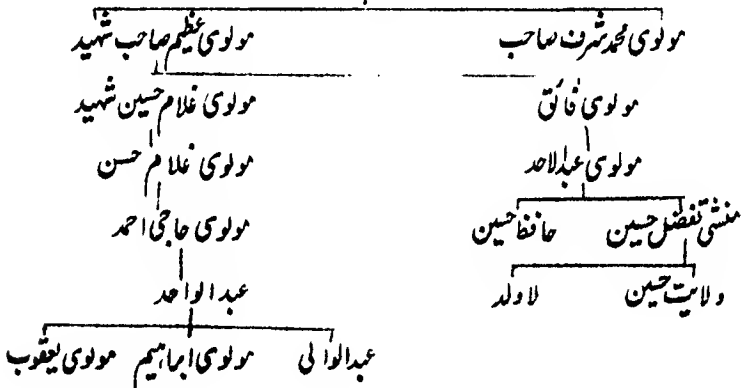 مولوی محمد شرف صاحب مولوی عظیم صاحب شہید
مولوی فائق مولوی غلام حسین شہید
مولوی عبدالاحد مولوی غلام حسن
منشی تفضل حسین حافظ حسین مولوی حاجی احمد
ولایت حسین لاولد عبدالواحد
عبدالوالی مولوی ابراہیم مولوی یعقوب